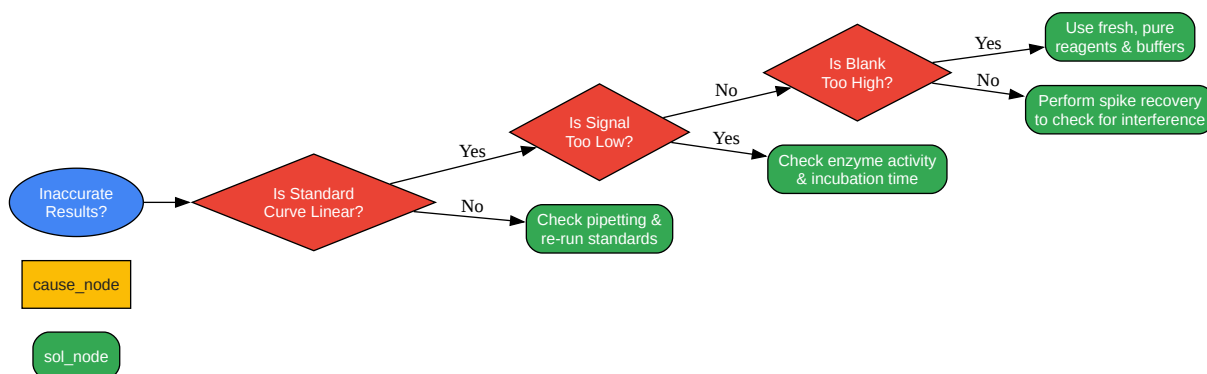 Inaccurate
Results?
Is Standard
Curve Linear?
Yes
No
Check pipetting &
re-run standards
Is Signal
Too Low?
No
Yes
Check enzyme activity
& incubation time
Is Blank
Too High?
Yes
No
Use fresh, pure
reagents & buffers
Perform spike recovery
to check for interference
cause_node
sol_node